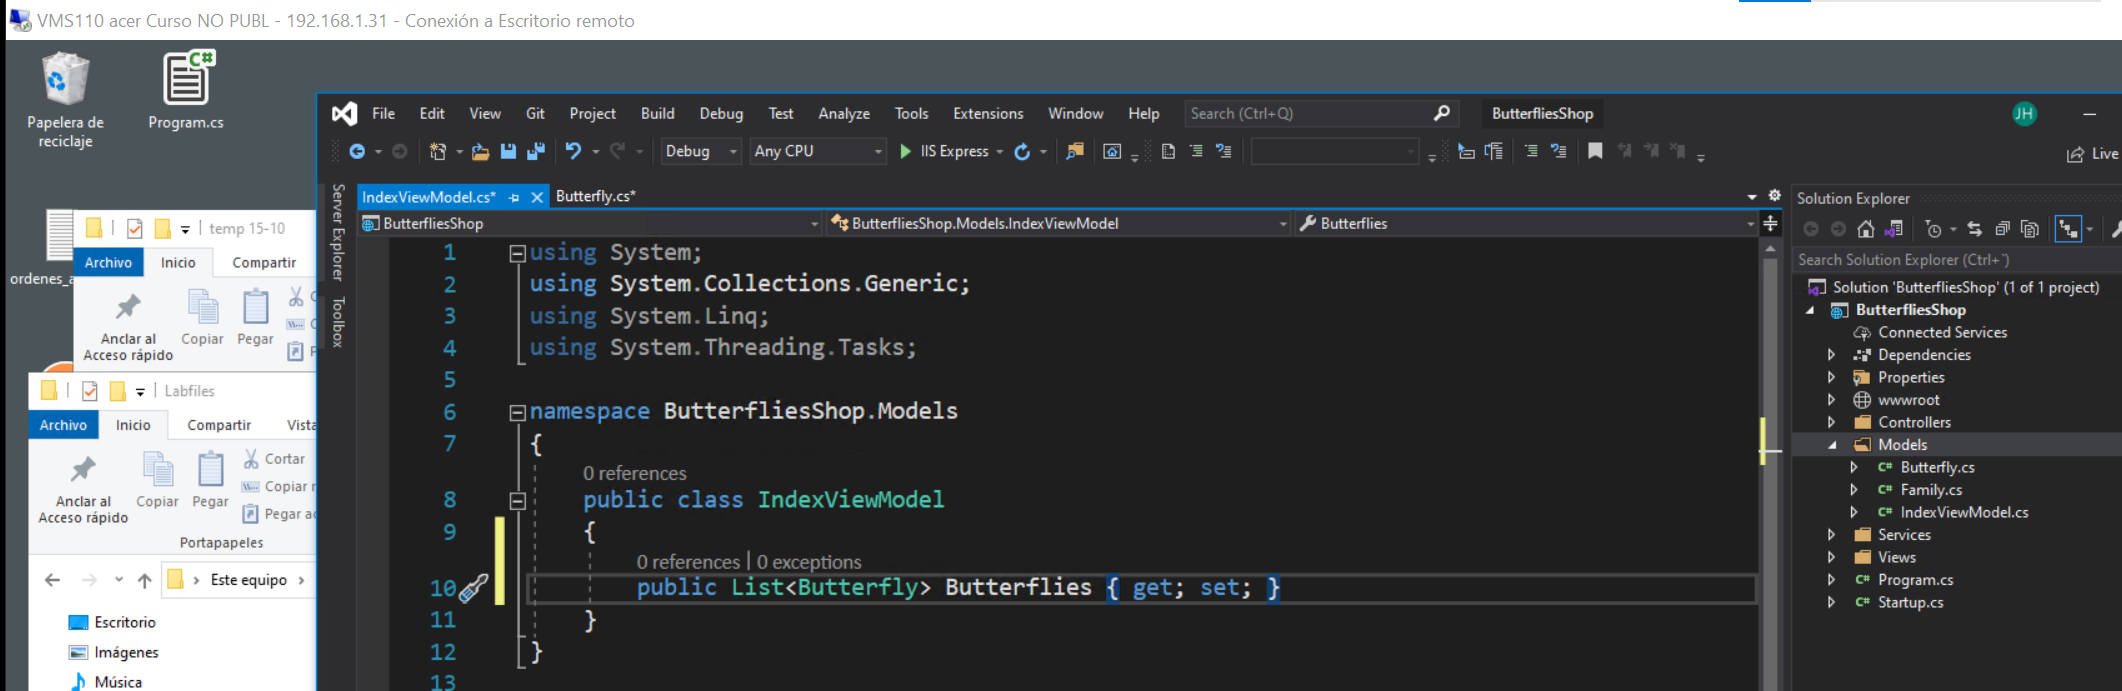 VMS110 acer Curso NO PUBL - 192.168.1.31 - Conexión a Escritorio remoto
Papelera de reciclaje
Program.cs
File Edit View Git Project Build Debug Test Analyze Tools Extensions Window Help Search (Ctrl+Q) ButterfliesShop JH
Debug Any CPU IIS Express Live
Server Explorer
Toolbox
IndexViewModel.cs* Butterfly.cs*
ButterfliesShop ButterfliesShop.Models.IndexViewModel Butterflies
1 using System;
2 using System.Collections.Generic;
3 using System.Linq;
4 using System.Threading.Tasks;
5
6 namespace ButterfliesShop.Models
7 {
0 references
8 public class IndexViewModel
9 {
0 references | 0 exceptions
10 public List<Butterfly> Butterflies { get; set; }
11 }
12 }
13
Solution Explorer
Search Solution Explorer (Ctrl+¨)
Solution 'ButterfliesShop' (1 of 1 project)
ButterfliesShop
Connected Services
Dependencies
Properties
wwwroot
Controllers
Models
Butterfly.cs
Family.cs
IndexViewModel.cs
Services
Views
Program.cs
Startup.cs
temp 15-10
Archivo Inicio Compartir
ordenes_a
Anclar al Acceso rápido
Copiar
Pegar
Labfiles
Archivo Inicio Compartir Vista
Anclar al Acceso rápido
Copiar
Pegar
Cortar
Copiar r
Pegar ac
Portapapeles
Este equipo
Escritorio
Imágenes
Música